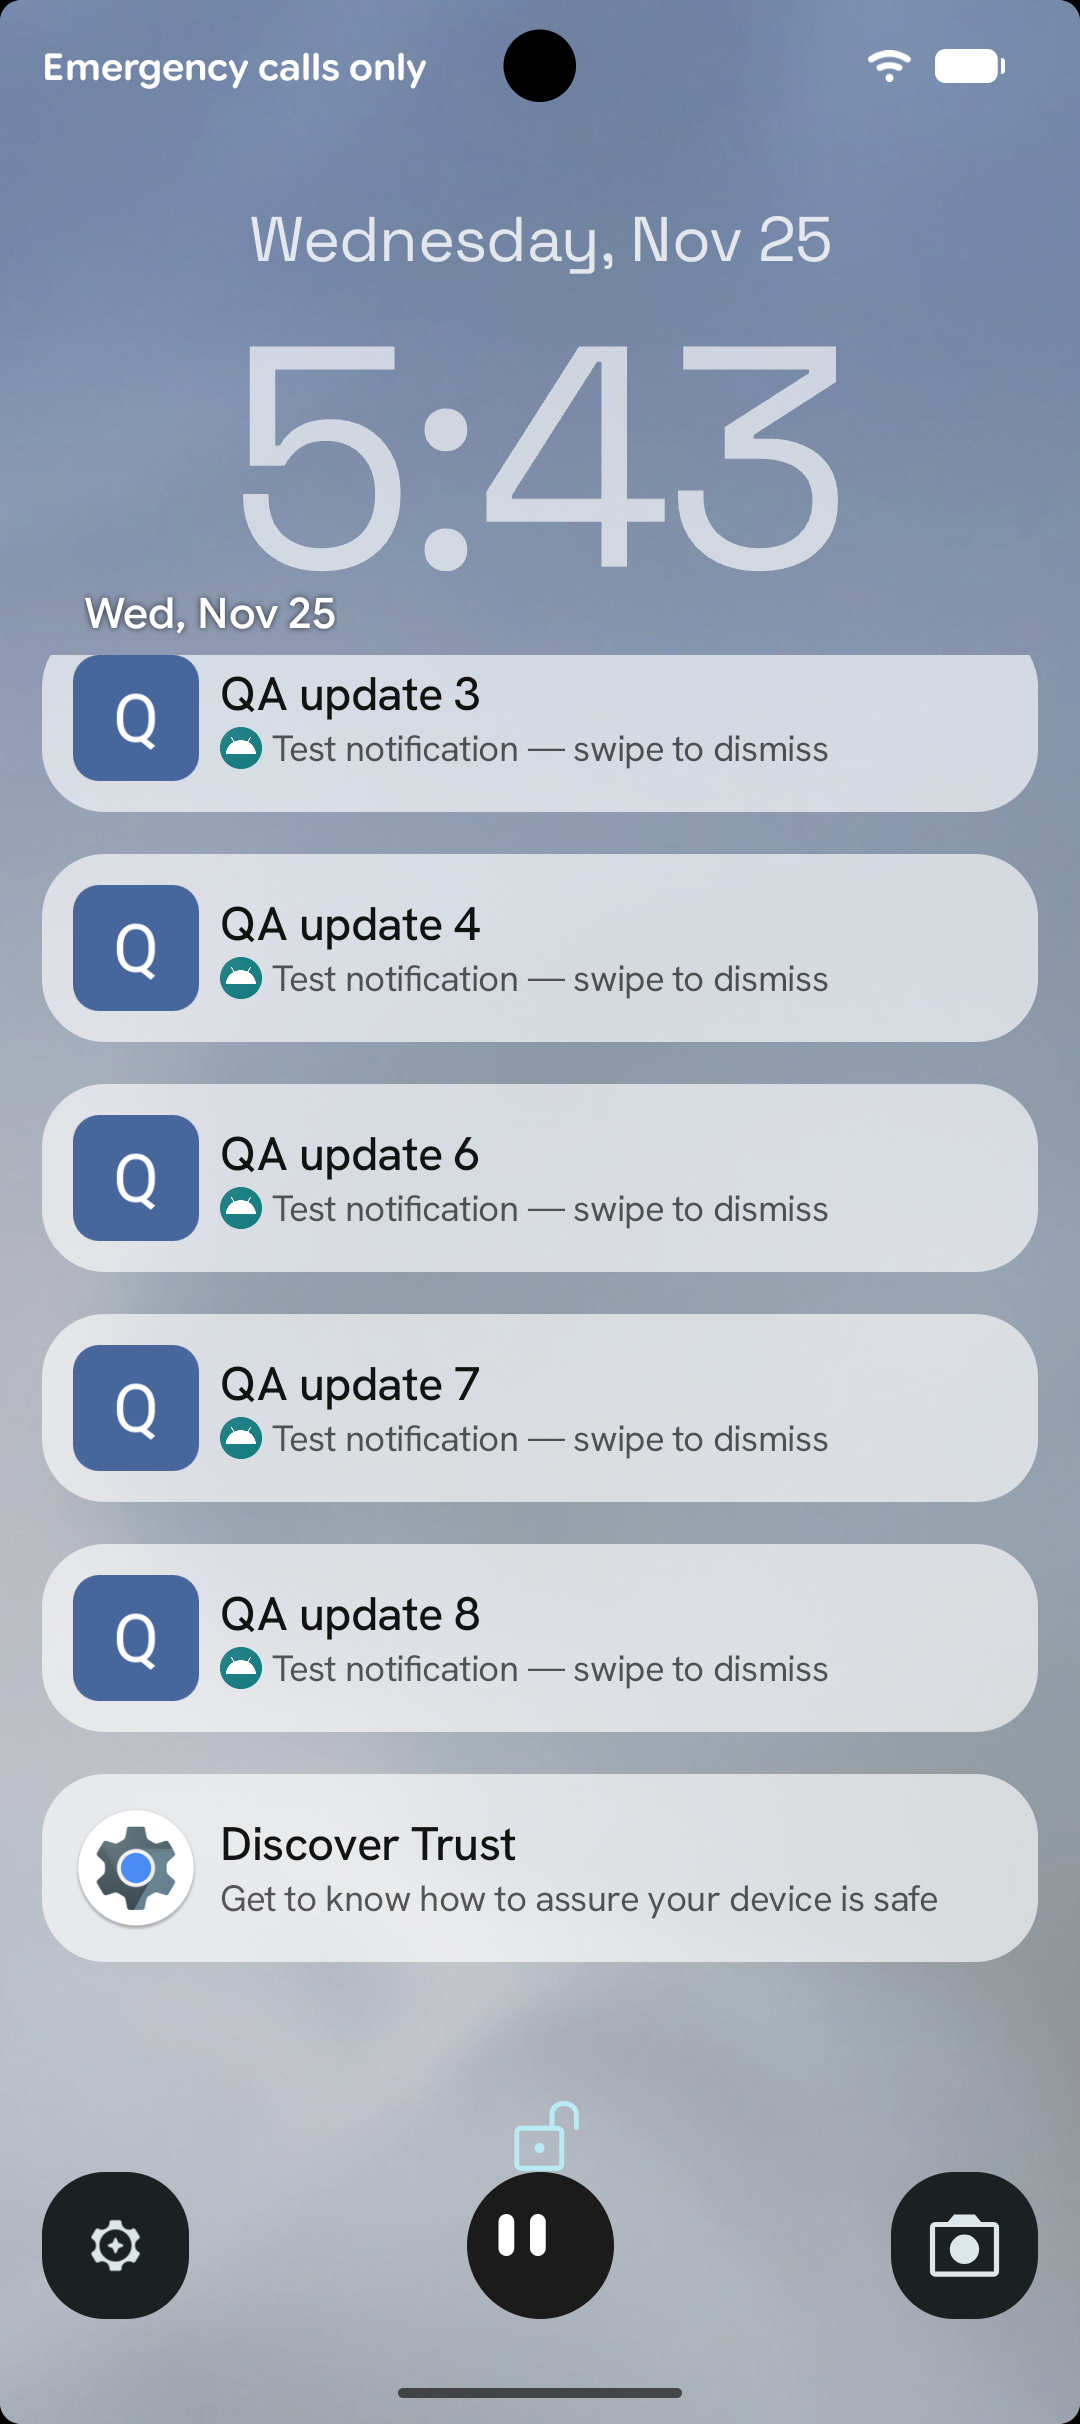 Emergency calls only
Wednesday, Nov 25
5:43
Wed, Nov 25
Q
QA update 3
Test notification — swipe to dismiss
Q
QA update 4
Test notification — swipe to dismiss
Q
QA update 6
Test notification — swipe to dismiss
Q
QA update 7
Test notification — swipe to dismiss
Q
QA update 8
Test notification — swipe to dismiss
Discover Trust
Get to know how to assure your device is safe